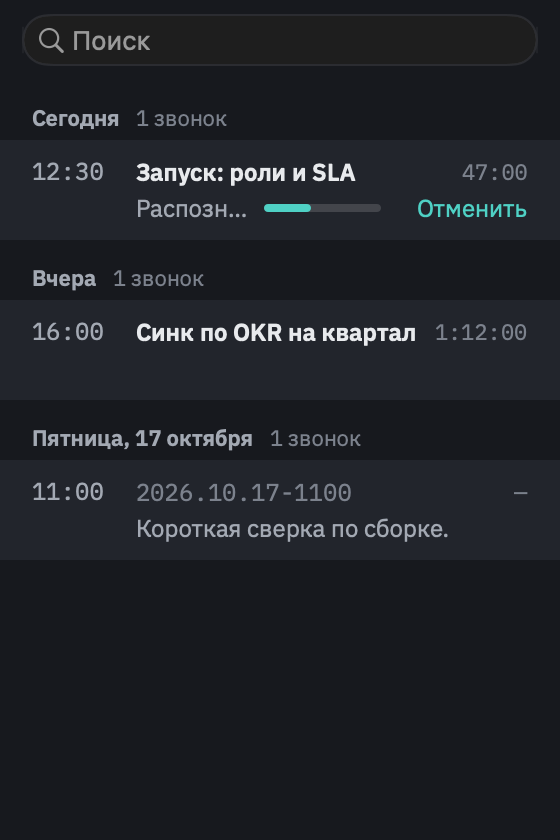 Поиск
Сегодня 1 звонок
12:30 Запуск: роли и SLA 47:00
Распозн... Отменить
Вчера 1 звонок
16:00 Синк по OKR на квартал 1:12:00
Пятница, 17 октября 1 звонок
11:00 2026.10.17-1100 —
Короткая сверка по сборке.